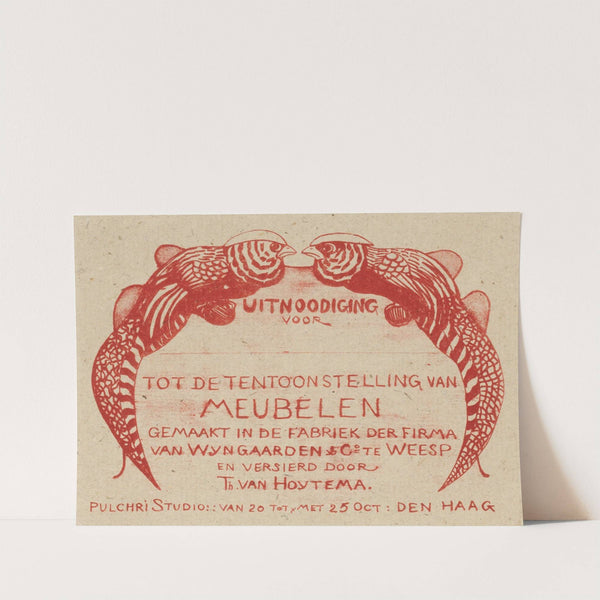 UITNOODIGING
VOOR
TOT DE TENTOONSTELLING VAN
MEUBELEN
GEMAAKT IN DE FABRIEK DER FIRMA
VAN WYNGAARDEN & Co TE WEESP
EN VERSIERD DOOR
TH. VAN HOYTEMA.
PULCHRI STUDIO: : VAN 20 TOT MET 25 OCT : DEN HAAG